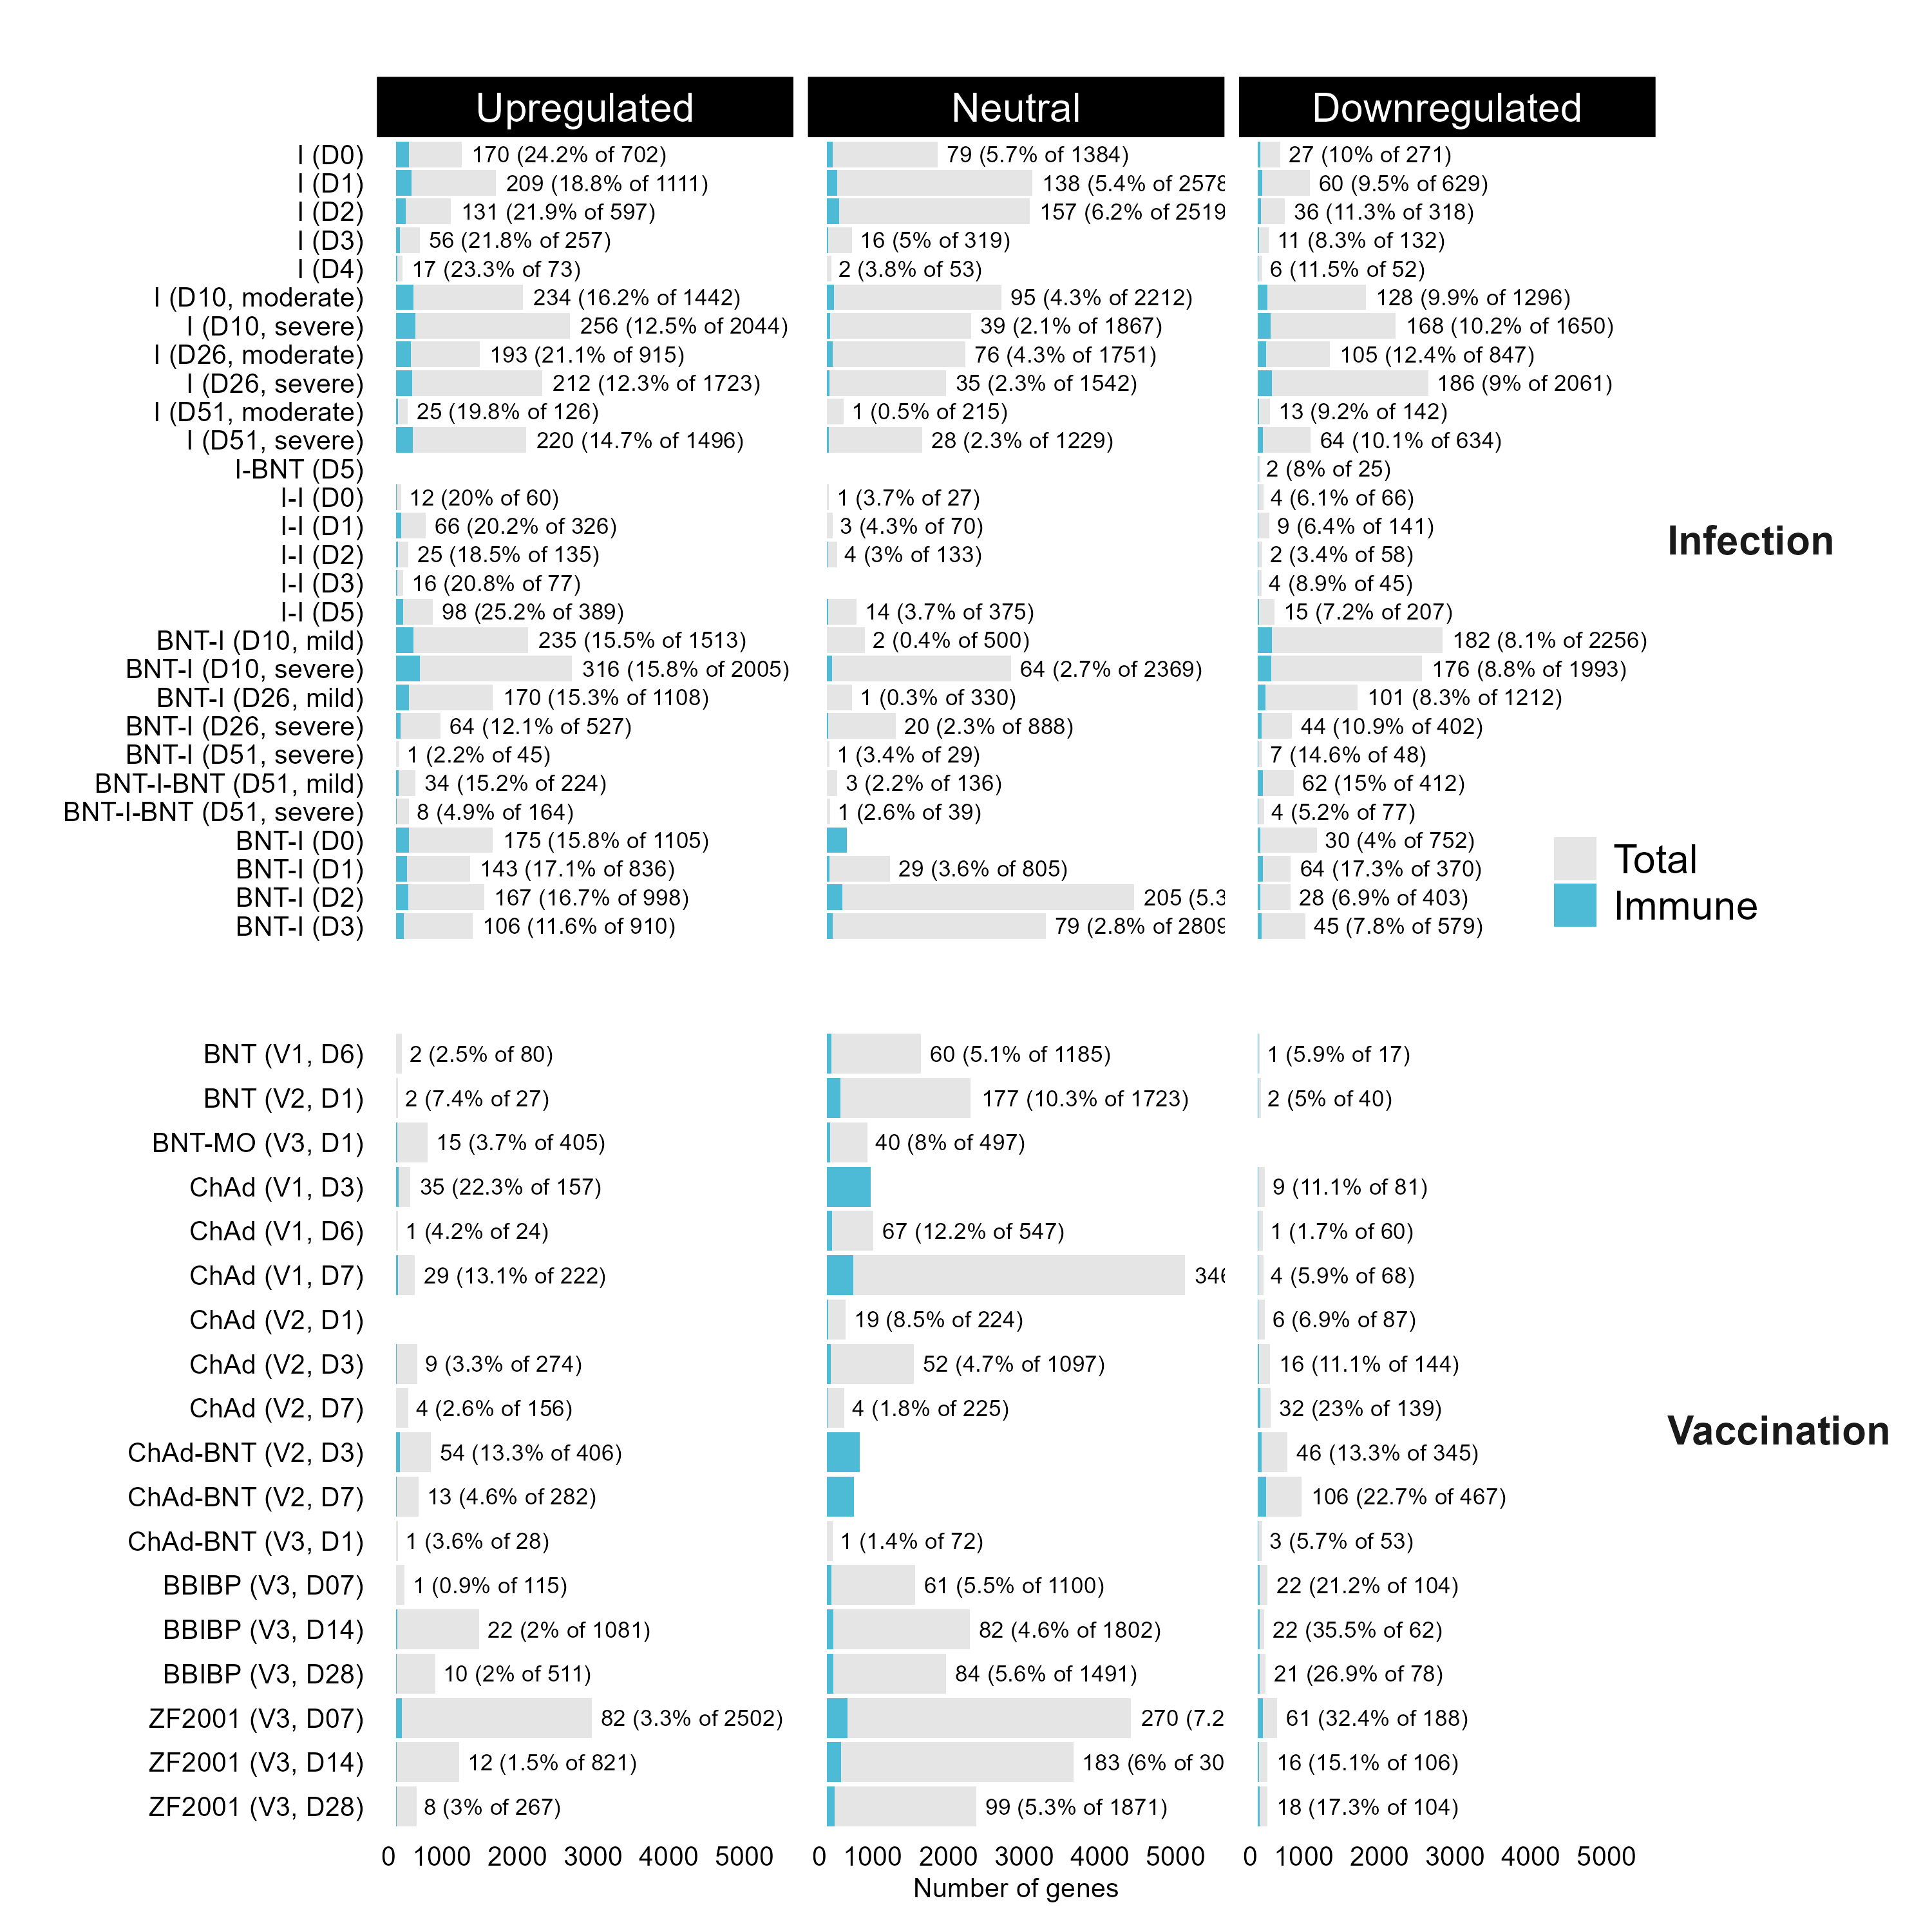 Upregulated Neutral Downregulated
I (D0) 170 (24.2% of 702) 79 (5.7% of 1384) 27 (10% of 271)
I (D1) 209 (18.8% of 1111) 138 (5.4% of 2578 60 (9.5% of 629)
I (D2) 131 (21.9% of 597) 157 (6.2% of 2519 36 (11.3% of 318)
I (D3) 56 (21.8% of 257) 16 (5% of 319) 11 (8.3% of 132)
I (D4) 17 (23.3% of 73) 2 (3.8% of 53) 6 (11.5% of 52)
I (D10, moderate) 234 (16.2% of 1442) 95 (4.3% of 2212) 128 (9.9% of 1296)
I (D10, severe) 256 (12.5% of 2044) 39 (2.1% of 1867) 168 (10.2% of 1650)
I (D26, moderate) 193 (21.1% of 915) 76 (4.3% of 1751) 105 (12.4% of 847)
I (D26, severe) 212 (12.3% of 1723) 35 (2.3% of 1542) 186 (9% of 2061)
I (D51, moderate) 25 (19.8% of 126) 1 (0.5% of 215) 13 (9.2% of 142)
I (D51, severe) 220 (14.7% of 1496) 28 (2.3% of 1229) 64 (10.1% of 634)
I-BNT (D5) 2 (8% of 25)
I-I (D0) 12 (20% of 60) 1 (3.7% of 27) 4 (6.1% of 66)
I-I (D1) 66 (20.2% of 326) 3 (4.3% of 70) 9 (6.4% of 141)
Infection
I-I (D2) 25 (18.5% of 135) 4 (3% of 133) 2 (3.4% of 58)
I-I (D3) 16 (20.8% of 77) 4 (8.9% of 45)
I-I (D5) 98 (25.2% of 389) 14 (3.7% of 375) 15 (7.2% of 207)
BNT-I (D10, mild) 235 (15.5% of 1513) 2 (0.4% of 500) 182 (8.1% of 2256)
BNT-I (D10, severe) 316 (15.8% of 2005) 64 (2.7% of 2369) 176 (8.8% of 1993)
BNT-I (D26, mild) 170 (15.3% of 1108) 1 (0.3% of 330) 101 (8.3% of 1212)
BNT-I (D26, severe) 64 (12.1% of 527) 20 (2.3% of 888) 44 (10.9% of 402)
BNT-I (D51, severe) 1 (2.2% of 45) 1 (3.4% of 29) 7 (14.6% of 48)
BNT-I-BNT (D51, mild) 34 (15.2% of 224) 3 (2.2% of 136) 62 (15% of 412)
BNT-I-BNT (D51, severe) 8 (4.9% of 164) 1 (2.6% of 39) 4 (5.2% of 77)
BNT-I (D0) 175 (15.8% of 1105) 30 (4% of 752)
Total
BNT-I (D1) 143 (17.1% of 836) 29 (3.6% of 805) 64 (17.3% of 370)
BNT-I (D2) 167 (16.7% of 998) 205 (5.3 28 (6.9% of 403)
Immune
BNT-I (D3) 106 (11.6% of 910) 79 (2.8% of 2809 45 (7.8% of 579)
BNT (V1, D6) 2 (2.5% of 80) 60 (5.1% of 1185) 1 (5.9% of 17)
BNT (V2, D1) 2 (7.4% of 27) 177 (10.3% of 1723) 2 (5% of 40)
BNT-MO (V3, D1) 15 (3.7% of 405) 40 (8% of 497)
ChAd (V1, D3) 35 (22.3% of 157) 9 (11.1% of 81)
ChAd (V1, D6) 1 (4.2% of 24) 67 (12.2% of 547) 1 (1.7% of 60)
ChAd (V1, D7) 29 (13.1% of 222) 346 4 (5.9% of 68)
ChAd (V2, D1) 19 (8.5% of 224) 6 (6.9% of 87)
ChAd (V2, D3) 9 (3.3% of 274) 52 (4.7% of 1097) 16 (11.1% of 144)
ChAd (V2, D7) 4 (2.6% of 156) 4 (1.8% of 225) 32 (23% of 139)
Vaccination
ChAd-BNT (V2, D3) 54 (13.3% of 406) 46 (13.3% of 345)
ChAd-BNT (V2, D7) 13 (4.6% of 282) 106 (22.7% of 467)
ChAd-BNT (V3, D1) 1 (3.6% of 28) 1 (1.4% of 72) 3 (5.7% of 53)
BBIBP (V3, D07) 1 (0.9% of 115) 61 (5.5% of 1100) 22 (21.2% of 104)
BBIBP (V3, D14) 22 (2% of 1081) 82 (4.6% of 1802) 22 (35.5% of 62)
BBIBP (V3, D28) 10 (2% of 511) 84 (5.6% of 1491) 21 (26.9% of 78)
ZF2001 (V3, D07) 82 (3.3% of 2502) 270 (7.2 61 (32.4% of 188)
ZF2001 (V3, D14) 12 (1.5% of 821) 183 (6% of 30 16 (15.1% of 106)
ZF2001 (V3, D28) 8 (3% of 267) 99 (5.3% of 1871) 18 (17.3% of 104)
0 1000 2000 3000 4000 5000 0 1000 2000 3000 4000 5000 0 1000 2000 3000 4000 5000
Number of genes